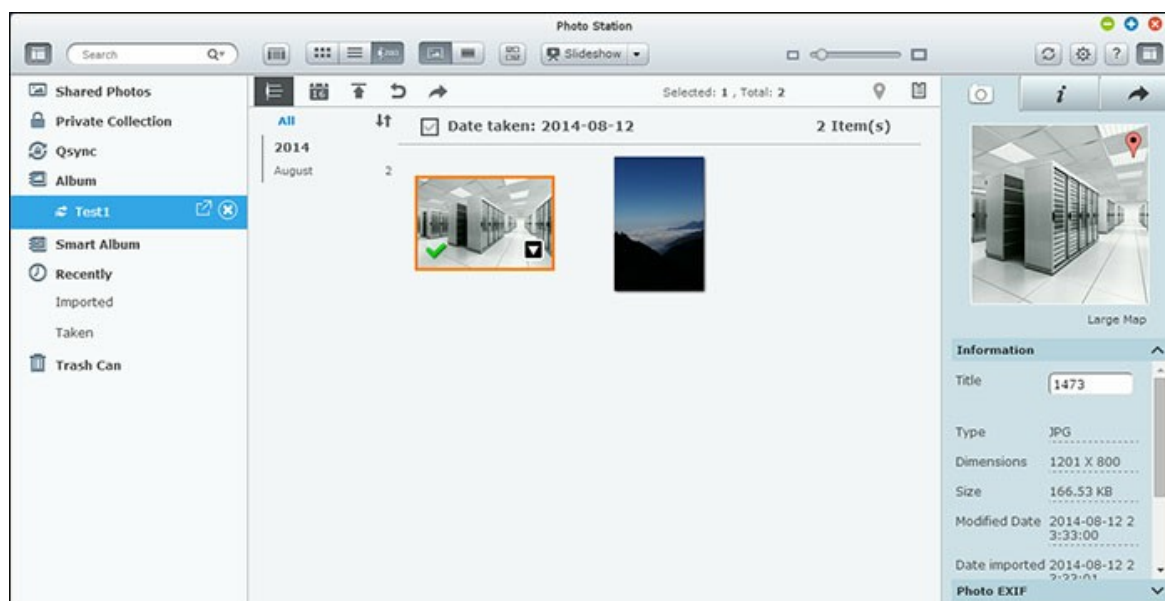 Photo Station
Search
Slideshow
Shared Photos
Private Collection
Qsync
Album
Test1
Smart Album
Recently
Imported
Taken
Trash Can
Selected: 1 , Total: 2
All
2014
August 2
Date taken: 2014-08-12 2 Item(s)
Large Map
Information
Title 1473
Type JPG
Dimensions 1201 X 800
Size 166.53 KB
Modified Date 2014-08-12 2
3:33:00
Date imported 2014-08-12 2
Photo EXIF